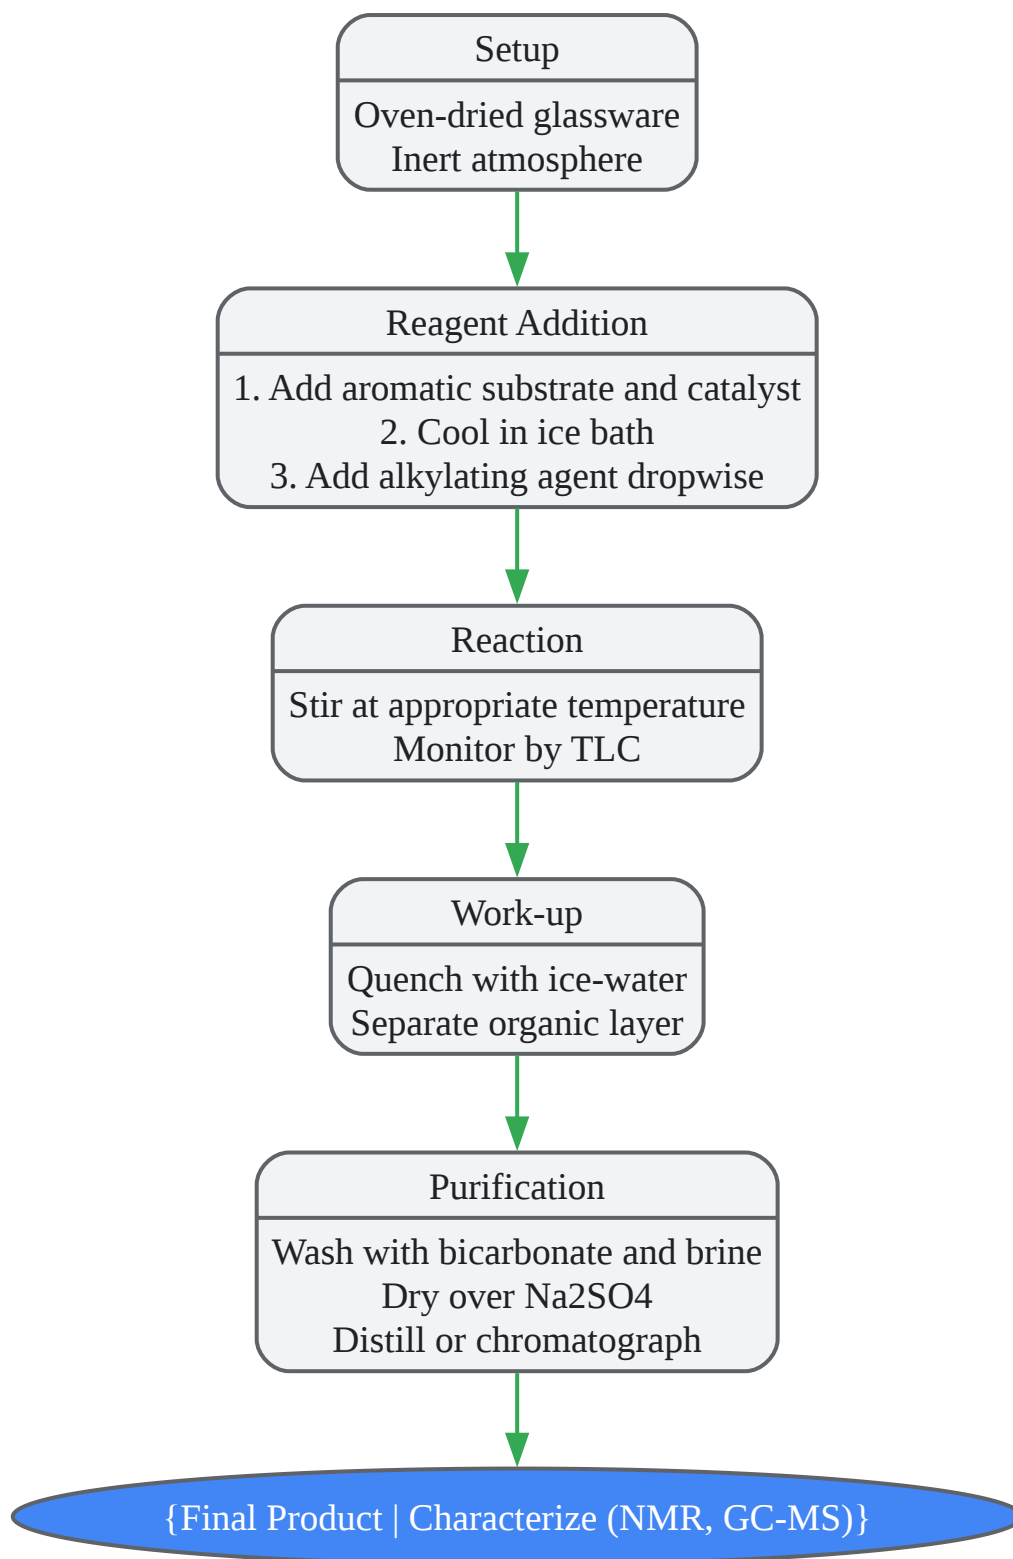 Setup
Oven-dried glassware
Inert atmosphere
Reagent Addition
1. Add aromatic substrate and catalyst
2. Cool in ice bath
3. Add alkylating agent dropwise
Reaction
Stir at appropriate temperature
Monitor by TLC
Work-up
Quench with ice-water
Separate organic layer
Purification
Wash with bicarbonate and brine
Dry over Na2SO4
Distill or chromatograph
{Final Product | Characterize (NMR, GC-MS)}